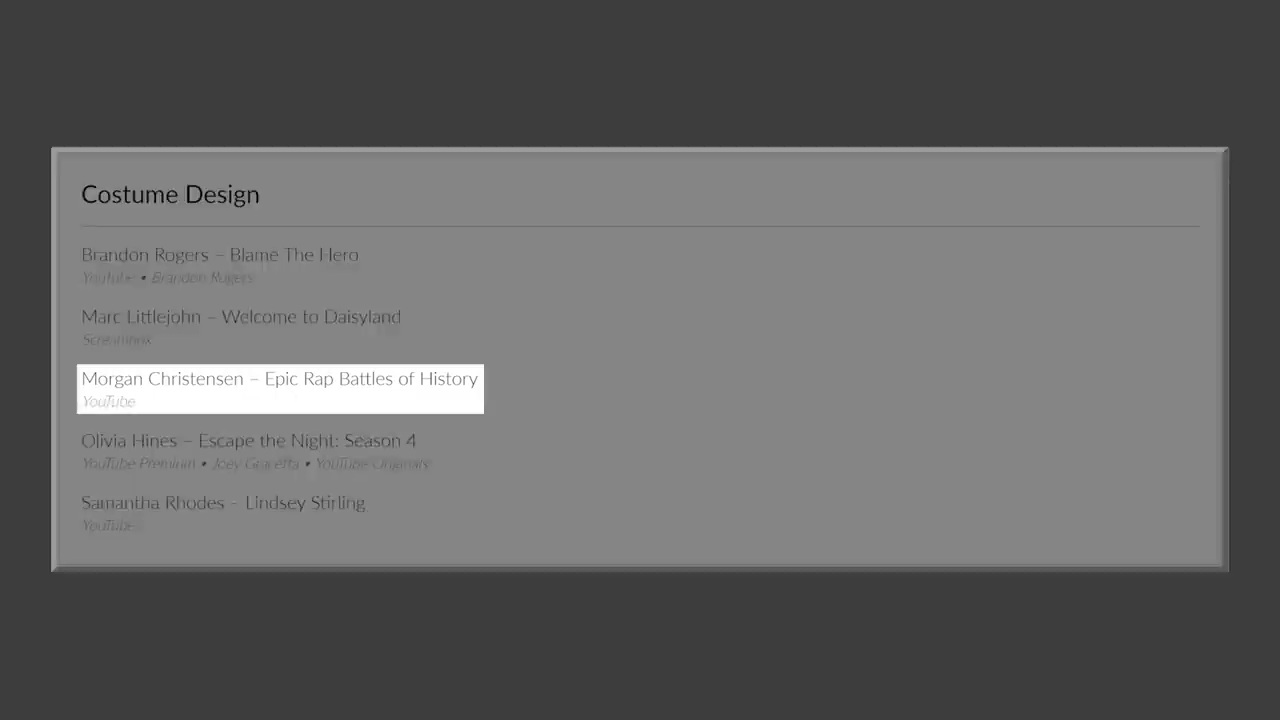 Costume Design
Brandon Rogers – Blame The Hero
YouTube • Brandon Rogers
Marc Littlejohn – Welcome to Daisyland
Screambox
Morgan Christensen – Epic Rap Battles of History
YouTube
Olivia Hines – Escape the Night: Season 4
YouTube Premium • Joey Graceffa • YouTube Originals
Samantha Rhodes – Lindsey Stirling
YouTube